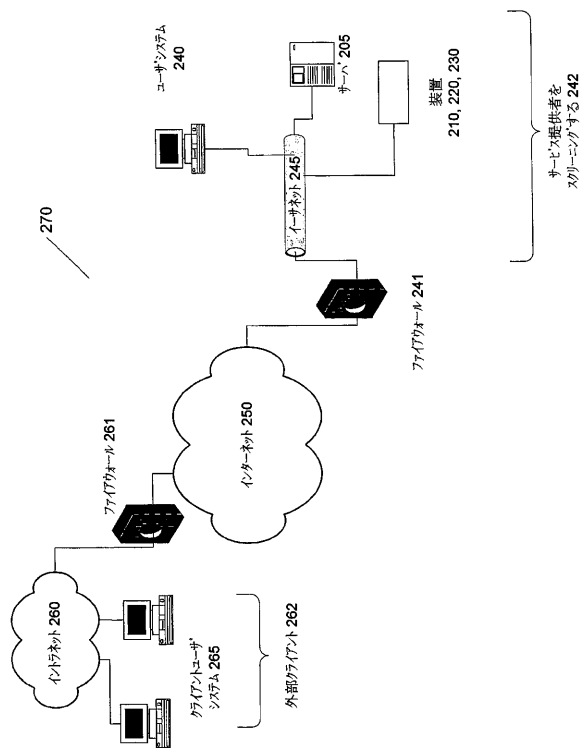 270
ユーザシステム
240
サーバ 205
装置
210, 220, 230
イーサネット 245
サービス提供者を
スクリーニングする 242
ファイアウォール 241
インターネット 250
ファイアウォール 261
イントラネット 260
クライアントユーザ
システム 265
外部クライアント 262